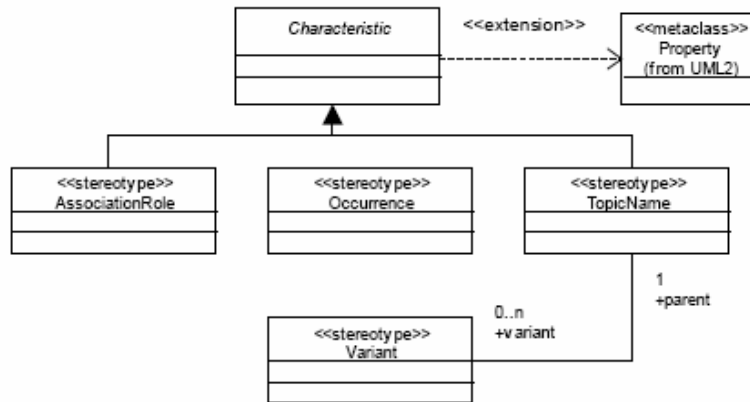 Characteristic
<<extension>>
<<metaclass>>
Property
(from UML2)
<<stereotype>>
AssociationRole
<<stereotype>>
Occurrence
<<stereotype>>
TopicName
1
+parent
0..n
+variant
<<stereotype>>
Variant